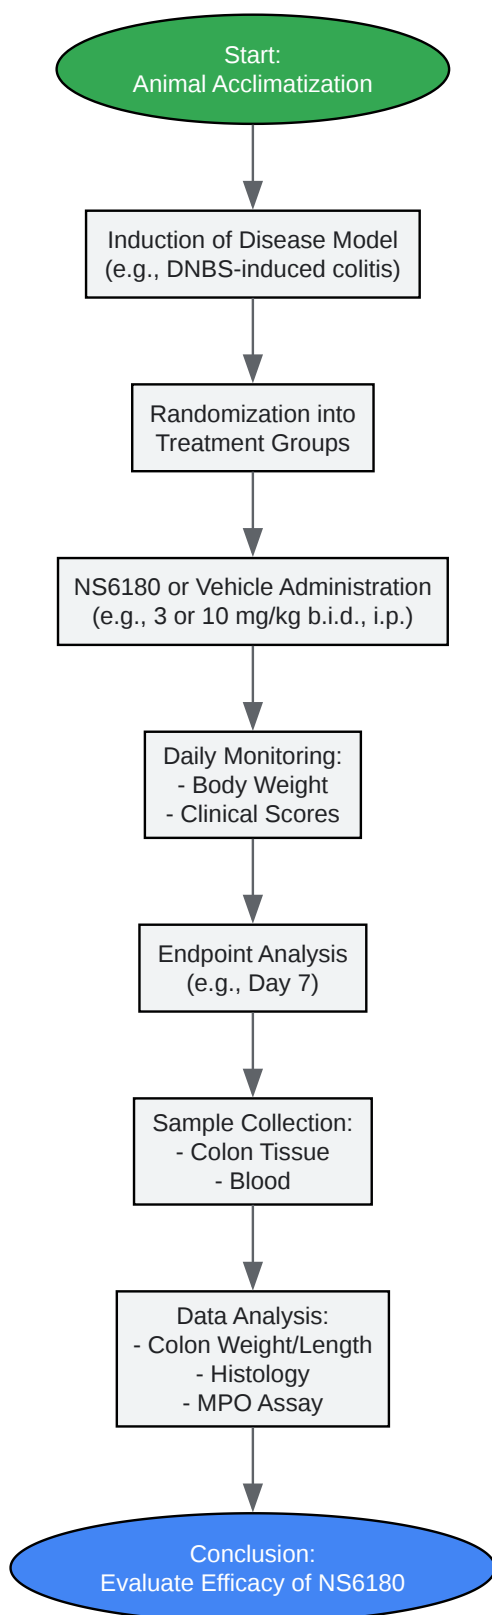 Start:
Animal Acclimatization
Induction of Disease Model
(e.g., DNBS-induced colitis)
Randomization into
Treatment Groups
NS6180 or Vehicle Administration
(e.g., 3 or 10 mg/kg b.i.d., i.p.)
Daily Monitoring:
- Body Weight
- Clinical Scores
Endpoint Analysis
(e.g., Day 7)
Sample Collection:
- Colon Tissue
- Blood
Data Analysis:
- Colon Weight/Length
- Histology
- MPO Assay
Conclusion:
Evaluate Efficacy of NS6180